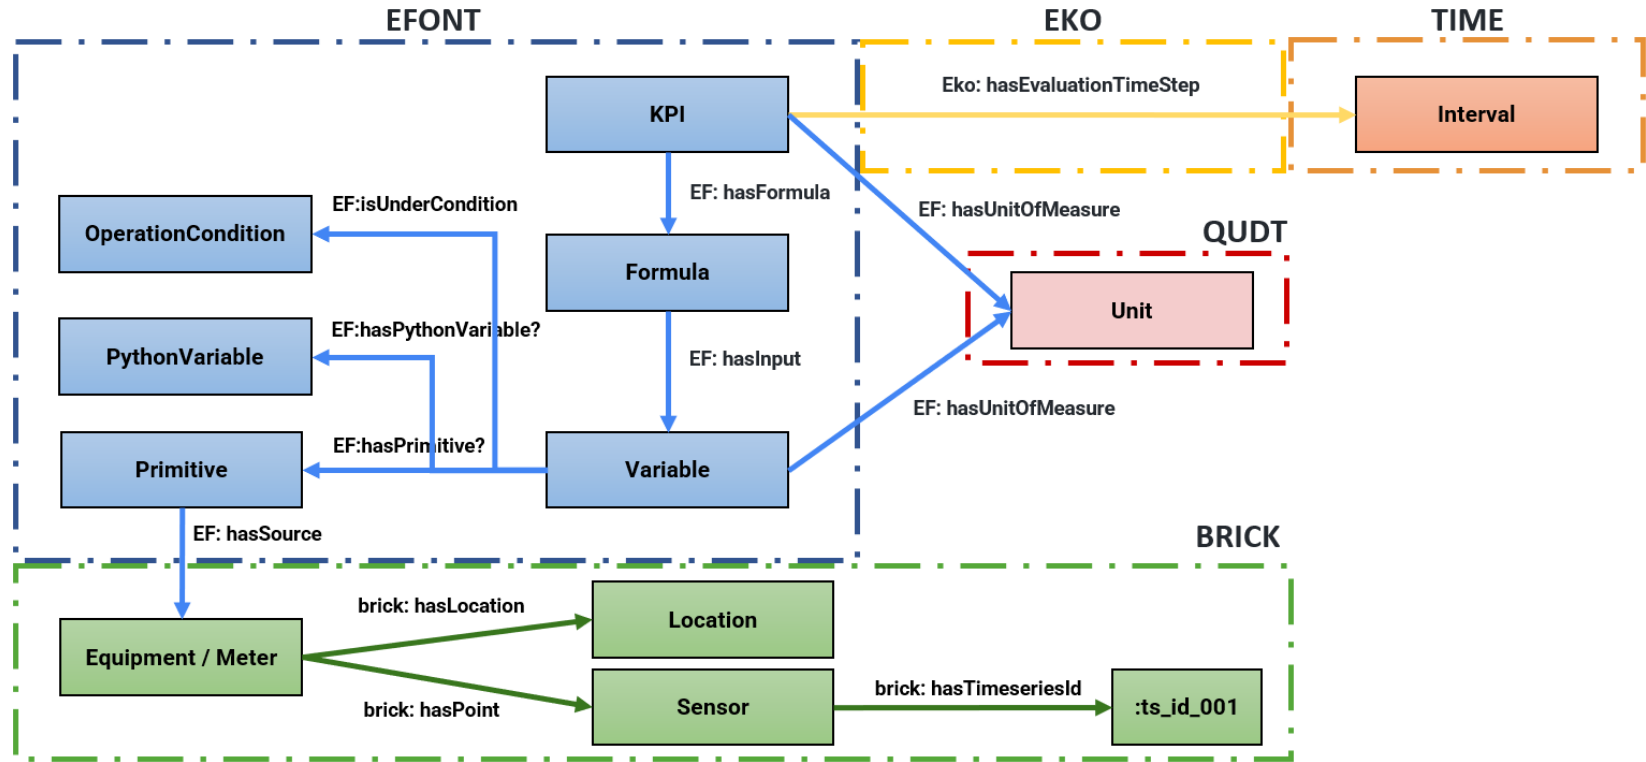 EFONT
EKO
TIME
KPI
Eko: hasEvaluationTimeStep
Interval
EF: hasFormula
EF:isUnderCondition
EF: hasUnitOfMeasure
OperationCondition
QUDT
Formula
Unit
EF:hasPythonVariable?
PythonVariable
EF: hasInput
EF: hasUnitOfMeasure
EF:hasPrimitive?
Primitive
Variable
EF: hasSource
BRICK
brick: hasLocation
Location
Equipment / Meter
brick: hasPoint
Sensor
brick: hasTimeseriesId
:ts_id_001